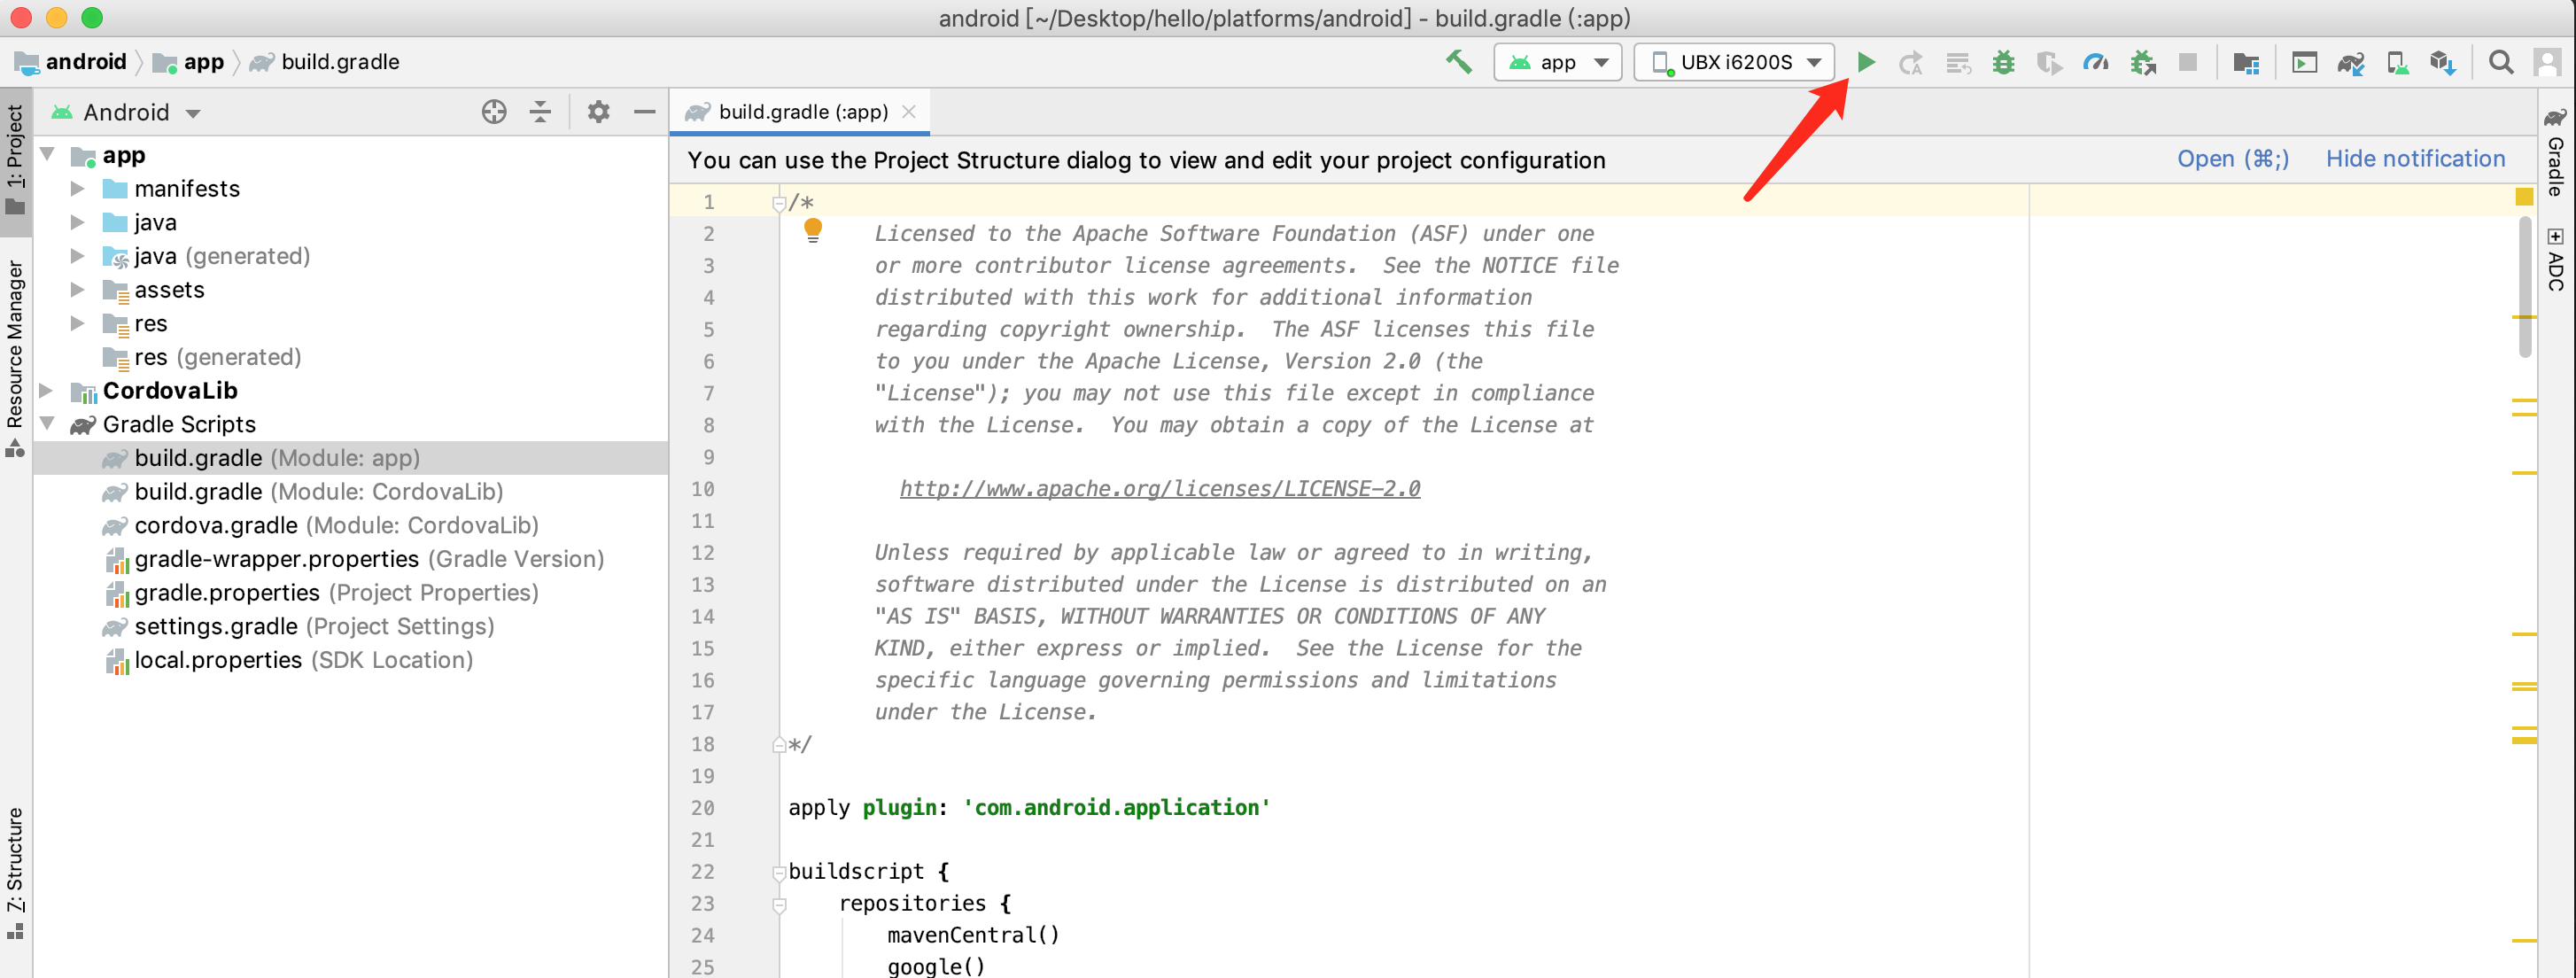 android [~/Desktop/hello/platforms/android] - build.gradle (:app)
android app build.gradle
app UBX i6200S
Android
build.gradle (:app)
You can use the Project Structure dialog to view and edit your project configuration Open (⌘;) Hide notification
1: Project
Resource Manager
Z: Structure
app
manifests
java
java (generated)
assets
res
res (generated)
CordovaLib
Gradle Scripts
build.gradle (Module: app)
build.gradle (Module: CordovaLib)
cordova.gradle (Module: CordovaLib)
gradle-wrapper.properties (Gradle Version)
gradle.properties (Project Properties)
settings.gradle (Project Settings)
local.properties (SDK Location)
1 /*
2 Licensed to the Apache Software Foundation (ASF) under one
3 or more contributor license agreements.  See the NOTICE file
4 distributed with this work for additional information
5 regarding copyright ownership.  The ASF licenses this file
6 to you under the Apache License, Version 2.0 (the
7 "License"); you may not use this file except in compliance
8 with the License.  You may obtain a copy of the License at
9
10 http://www.apache.org/licenses/LICENSE-2.0
11
12 Unless required by applicable law or agreed to in writing,
13 software distributed under the License is distributed on an
14 "AS IS" BASIS, WITHOUT WARRANTIES OR CONDITIONS OF ANY
15 KIND, either express or implied.  See the License for the
16 specific language governing permissions and limitations
17 under the License.
18 */
19
20 apply plugin: 'com.android.application'
21
22 buildscript {
23 repositories {
24 mavenCentral()
25 google()
Gradle
ADC